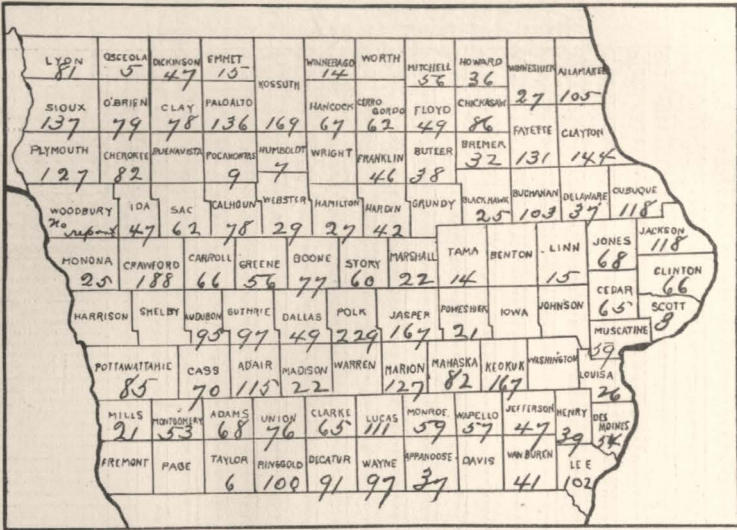 LYON OSCEOLA DICKINSON EMMET WINNEBAGO WORTH MITCHELL HOWARD WINNESHIEK ALLAMAKEE
81 5 47 15 14 56 36 27 105
KOSSUTH
SIOUX O'BRIEN CLAY PALO ALTO HANCOCK CERRO GORDO FLOYD CHICKASAW
137 79 78 136 169 67 62 49 86
FAYETTE CLAYTON
131 144
PLYMOUTH CHEROKEE BUENA VISTA POCAHONTAS HUMBOLDT WRIGHT FRANKLIN BUTLER BREMER
127 82 9 7 46 38 32
WOODBURY IDA SAC CALHOUN WEBSTER HAMILTON HARDIN GRUNDY BLACK HAWK BUCHANAN DELAWARE DUBUQUE
No report 47 62 78 29 27 42 25 103 37 118
MONONA CRAWFORD CARROLL GREENE BOONE STORY MARSHALL TAMA BENTON LINN JONES JACKSON
25 188 66 56 77 60 22 14 15 68 118
CLINTON
66
HARRISON SHELBY AUDUBON GUTHRIE DALLAS POLK JASPER POWESHIEK IOWA JOHNSON CEDAR SCOTT
95 97 49 229 167 21 65 8
MUSCATINE
59
POTTAWATTAMIE CASS ADAIR MADISON WARREN MARION MAHASKA KEOKUK WASHINGTON LOUISA
85 70 115 22 127 82 167 26
MILLS MONTGOMERY ADAMS UNION CLARKE LUCAS MONROE WAPELLO JEFFERSON HENRY DES MOINES
21 53 68 76 65 111 59 57 47 39
FREMONT PAGE TAYLOR RINGGOLD DECATUR WAYNE APPANOOSE DAVIS VAN BUREN LEE
6 100 91 97 37 41 102